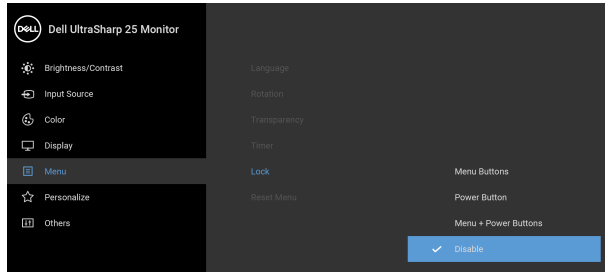 DELL
Dell UltraSharp 25 Monitor
Brightness/Contrast
Input Source
Color
Display
Menu
Personalize
Others
Language
Rotation
Transparency
Timer
Lock
Reset Menu
Menu Buttons
Power Button
Menu + Power Buttons
Disable